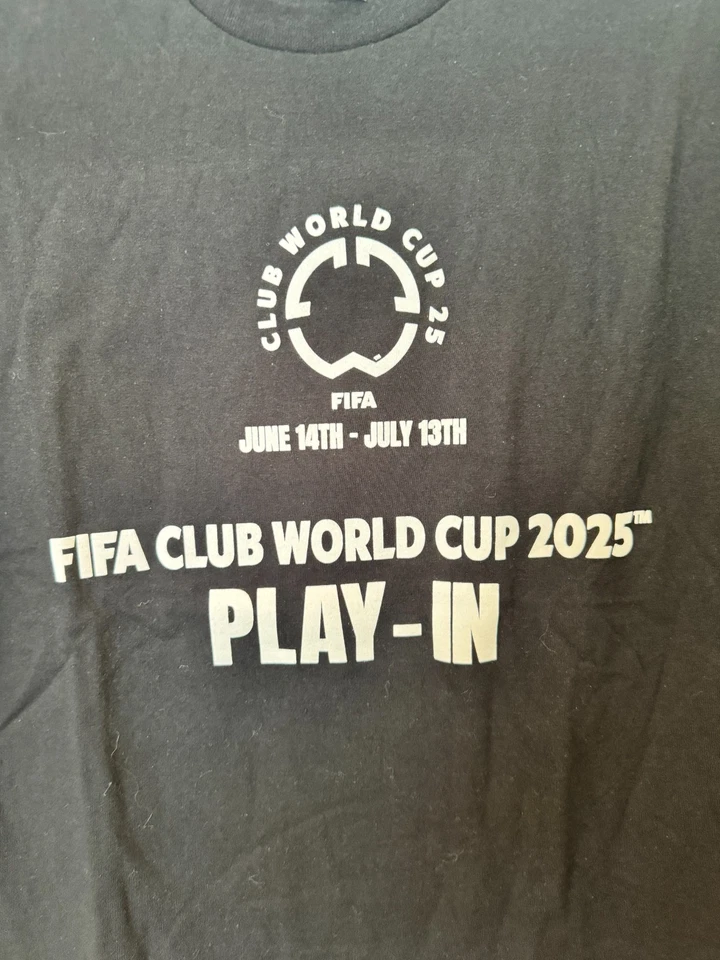 CLUB WORLD CUP 25
FIFA
JUNE 14TH - JULY 13TH
FIFA CLUB WORLD CUP 2025™
PLAY-IN